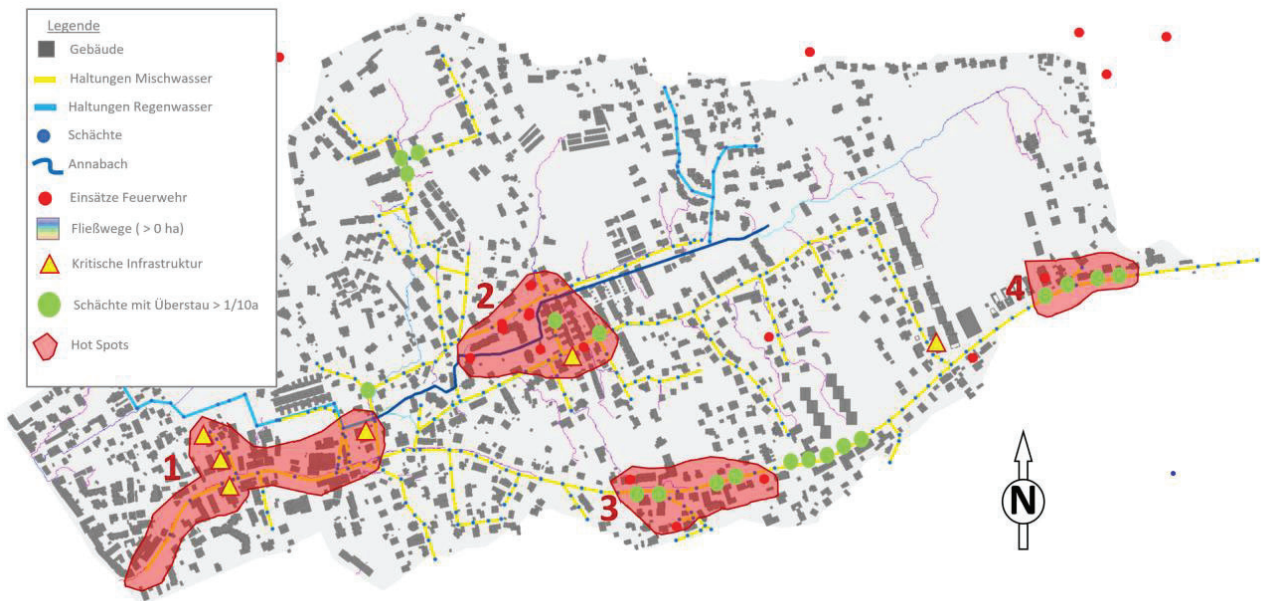 Legende
Gebäude
Haltungen Mischwasser
Haltungen Regenwasser
Schächte
Annabach
Einsätze Feuerwehr
Fließwege ( > 0 ha)
Kritische Infrastruktur
Schächte mit Überstau > 1/10a
Hot Spots
1
2
3
4
N